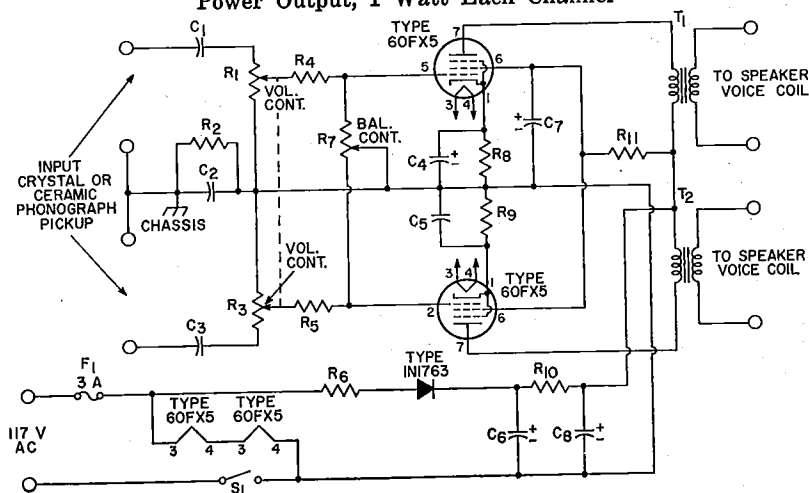 Power Output, 1 Watt Each Channel
C1
R1
VOL.
CONT.
R4
TYPE
60FX5
7
5
6
3
4
1
T1
TO SPEAKER
VOICE COIL
R2
C2
CHASSIS
INPUT
CRYSTAL OR
CERAMIC
PHONOGRAPH
PICKUP
R7
BAL.
CONT.
C4
+
-
R8
C7
+
-
R11
C5
R9
T2
TO SPEAKER
VOICE COIL
VOL.
CONT.
R3
R5
C3
3
4
1
TYPE
60FX5
2
6
7
F1
3 A
TYPE
60FX5
TYPE
60FX5
3
4
3
4
R6
TYPE
IN1763
R10
C6
+
-
C8
+
-
117 V
AC
S1